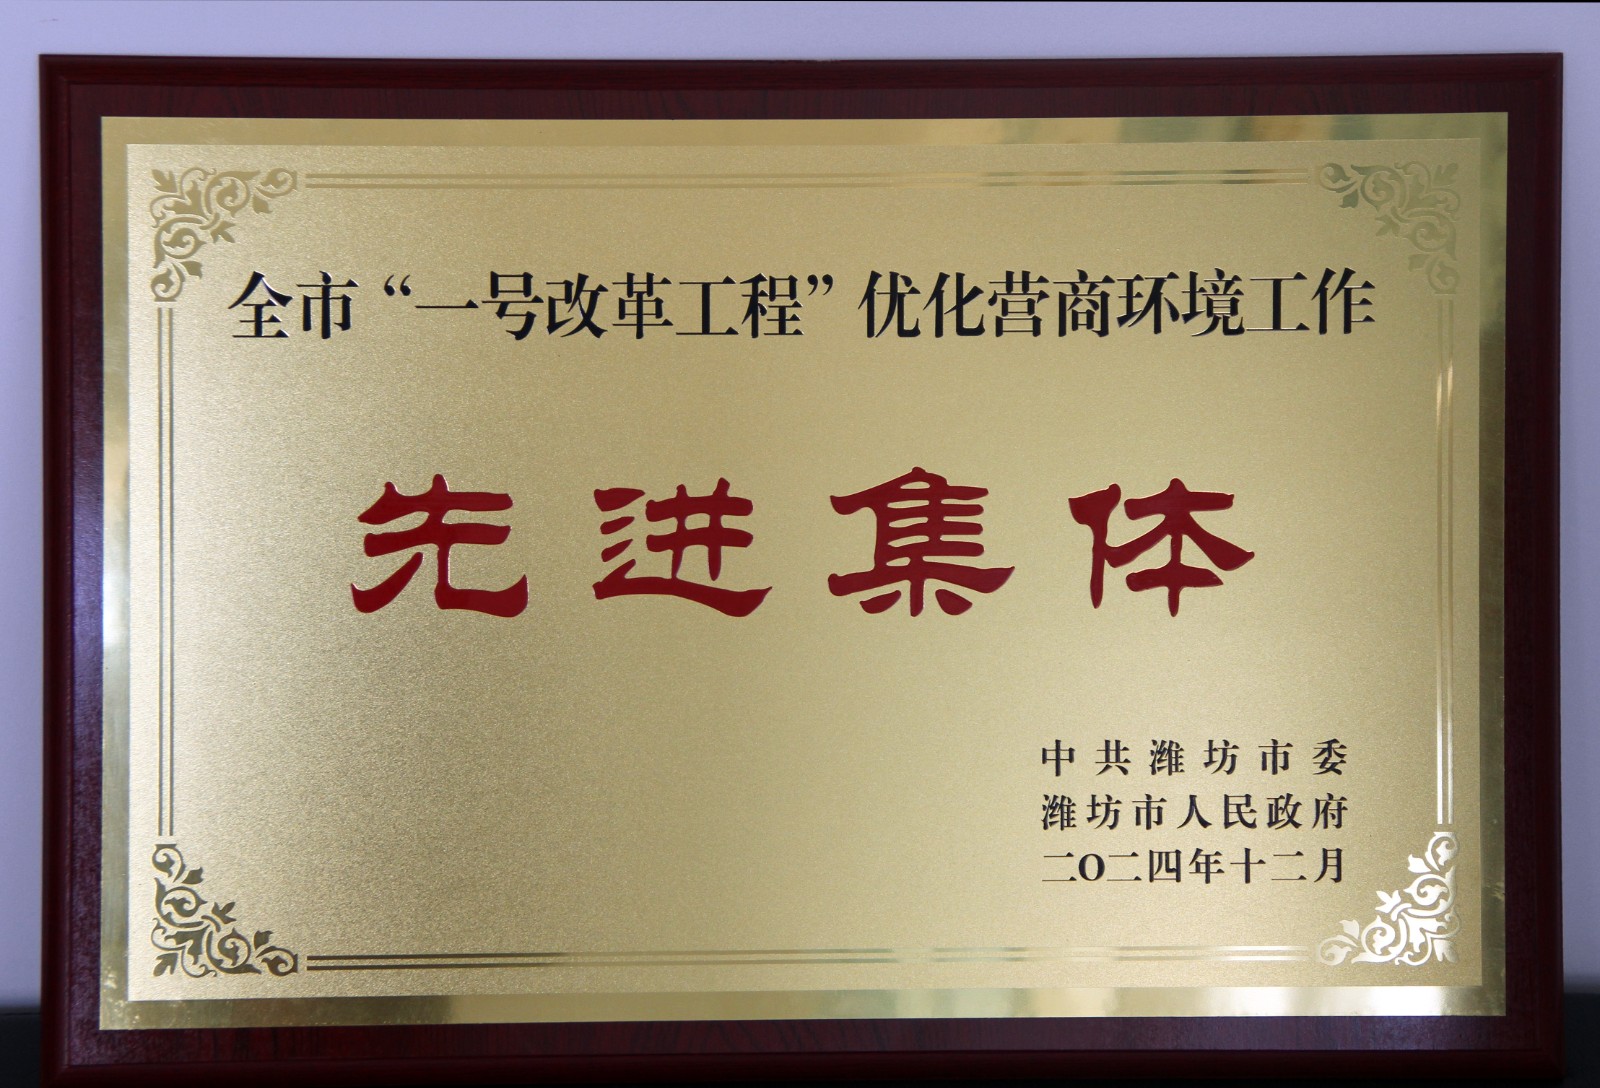 全市“一号改革工程”优化营商环境工作
先进集体
中共潍坊市委
潍坊市人民政府
二〇二四年十二月